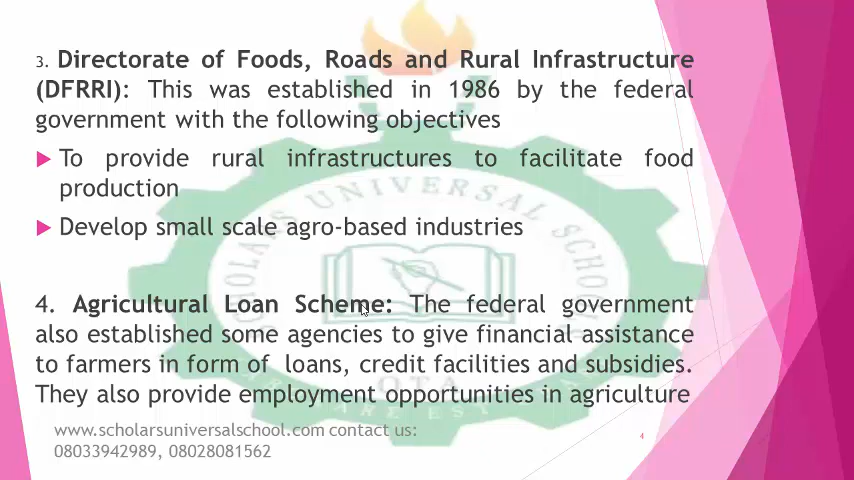 3. Directorate of Foods, Roads and Rural Infrastructure
(DFRRI): This was established in 1986 by the federal
government with the following objectives
To provide rural infrastructures to facilitate food
production
Develop small scale agro-based industries
4. Agricultural Loan Scheme: The federal government
also established some agencies to give financial assistance
to farmers in form of loans, credit facilities and subsidies.
They also provide employment opportunities in agriculture
www.scholarsuniversalschool.com contact us:
08033942989, 08028081562
4
SCHOLARS UNIVERSAL SCHOOL
OTA